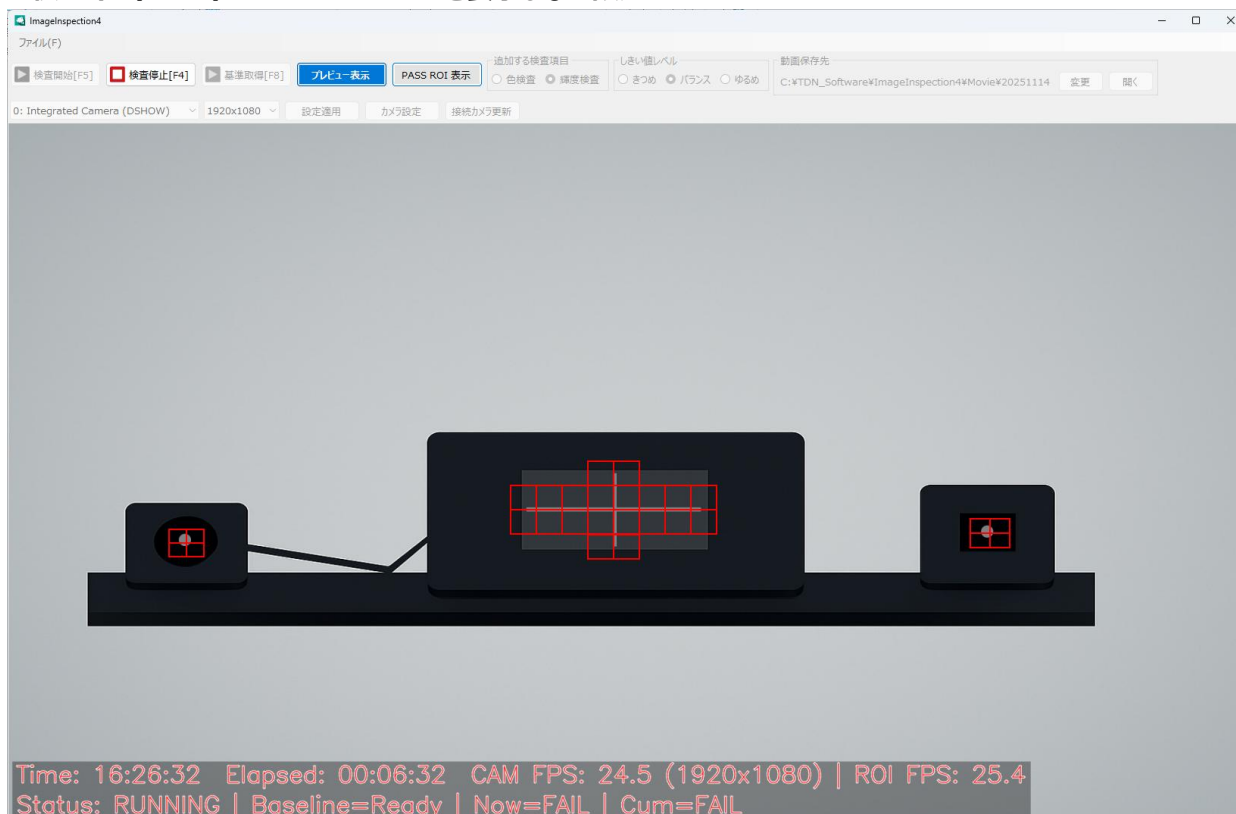 ImageInspection4
ファイル(F)
検査開始[F5] 検査停止[F4] 基準取得[F8] プレビュー表示 PASS ROI 表示
追加する検査項目
色検査 輝度検査
しきい値レベル
きつめ バランス ゆるめ
動画保存先
C:¥TDN_Software¥ImageInspection4¥Movie¥20251114 変更 開く
0: Integrated Camera (DSHOW) 1920x1080 設定適用 カメラ設定 接続カメラ更新
Time: 16:26:32 Elapsed: 00:06:32 CAM FPS: 24.5 (1920x1080) | ROI FPS: 25.4
Status: RUNNING | Baseline=Ready | Now=FAIL | Cum=FAIL